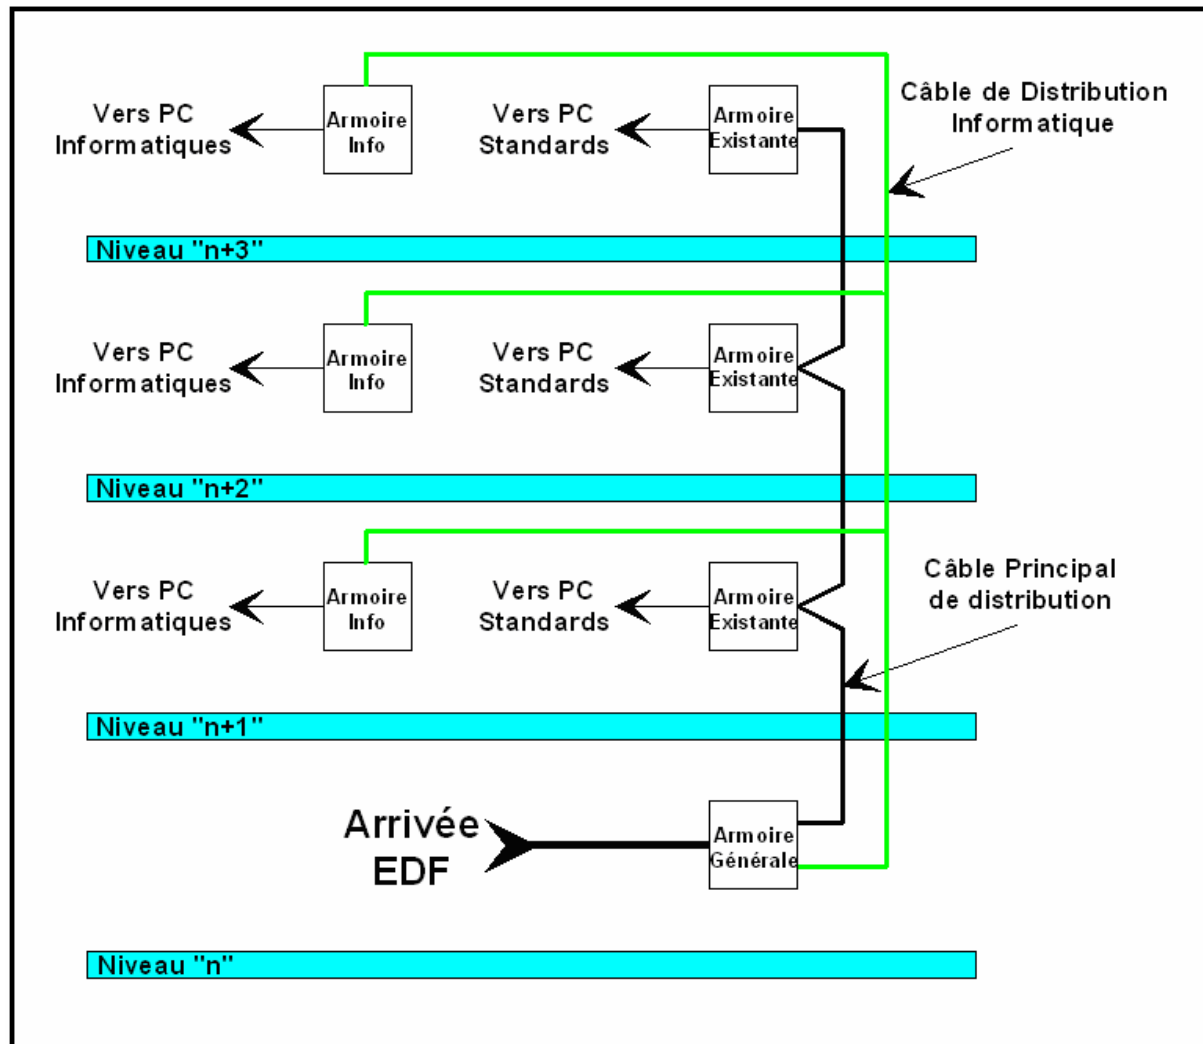 Vers PC
Informatiques
Armoire
Info
Vers PC
Standards
Armoire
Existante
Câble de Distribution
Informatique
Niveau "n+3"
Vers PC
Informatiques
Armoire
Info
Vers PC
Standards
Armoire
Existante
Niveau "n+2"
Vers PC
Informatiques
Armoire
Info
Vers PC
Standards
Armoire
Existante
Câble Principal
de distribution
Niveau "n+1"
Arrivée
EDF
Armoire
Générale
Niveau "n"